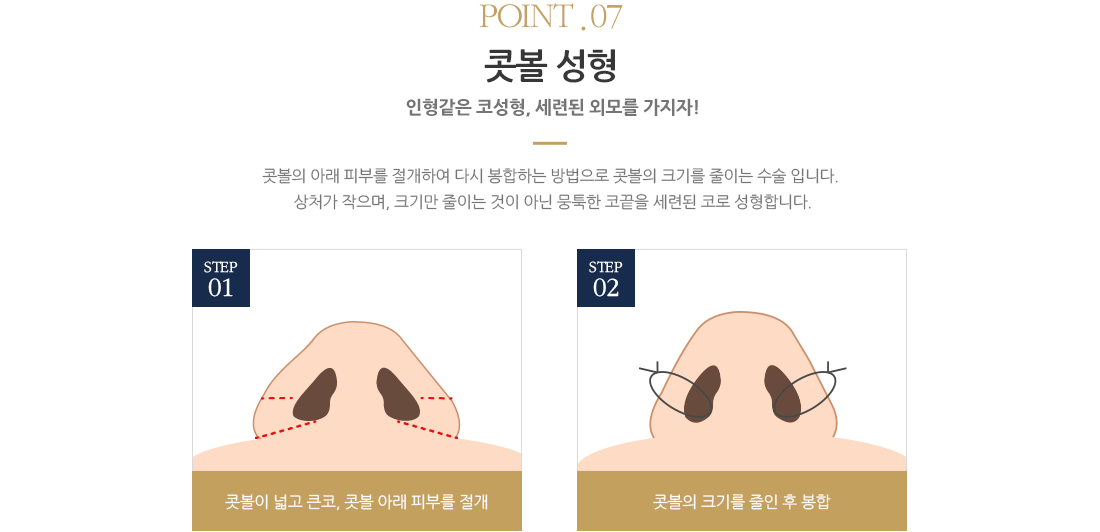 POINT . 07
콧볼 성형
인형같은 코성형, 세련된 외모를 가지자!
콧볼의 아래 피부를 절개하여 다시 봉합하는 방법으로 콧볼의 크기를 줄이는 수술 입니다.
상처가 작으며, 크기만 줄이는 것이 아닌 뭉툭한 코끝을 세련된 코로 성형합니다.
STEP
01
STEP
02
콧볼이 넓고 큰코, 콧볼 아래 피부를 절개
콧볼의 크기를 줄인 후 봉합